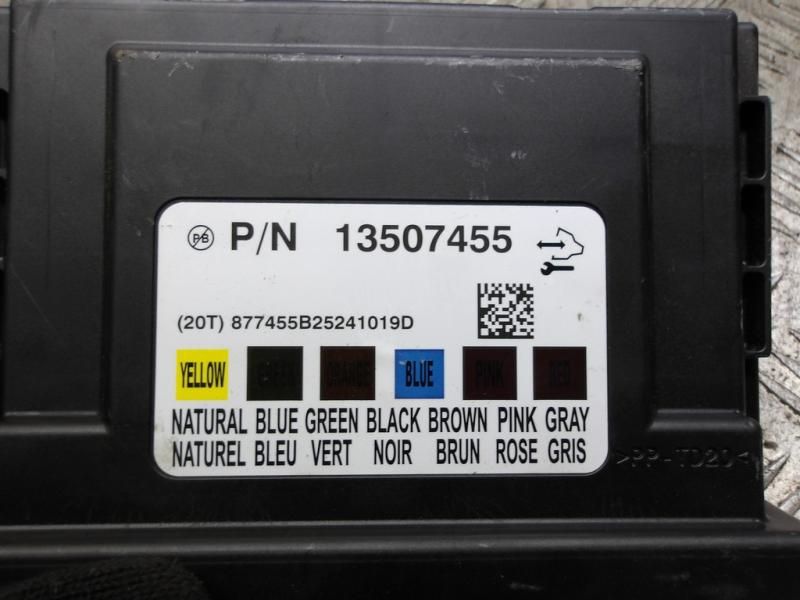 PB P/N 13507455
(20T) 877455B25241019D
YELLOW GREEN ORANGE BLUE PINK RED
NATURAL BLUE GREEN BLACK BROWN PINK GRAY
NATUREL BLEU VERT NOIR BRUN ROSE GRIS
>PP-TD20<